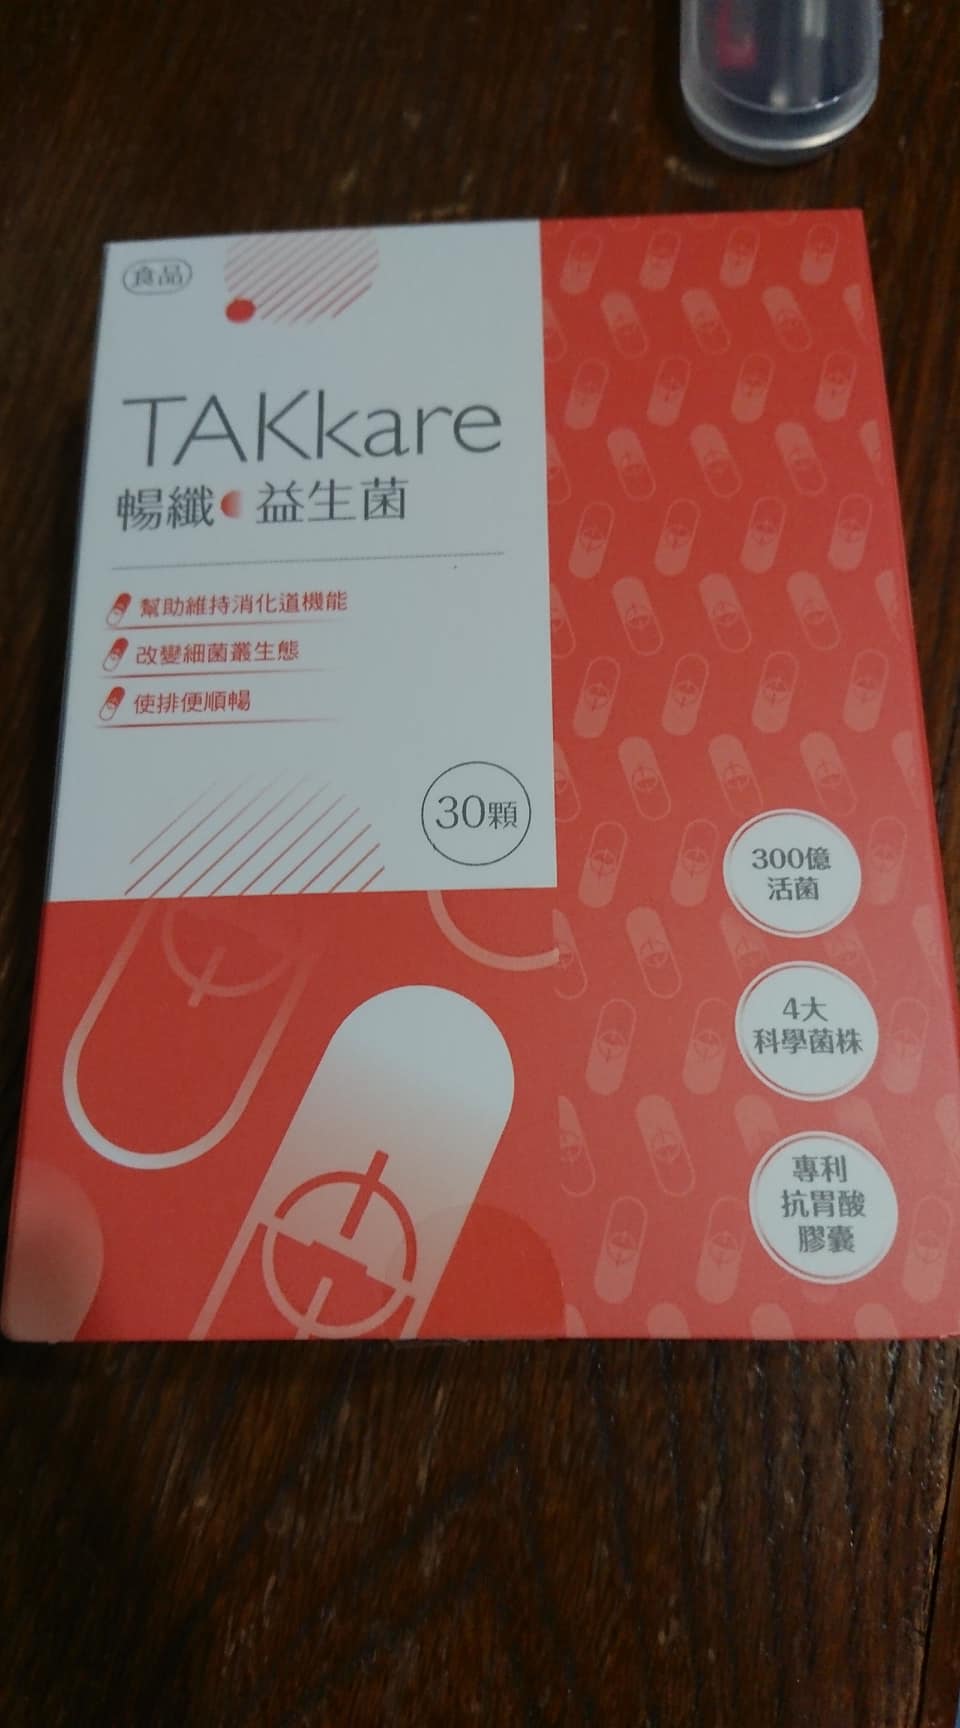 食品
TAKkare
暢纖 益生菌
幫助維持消化道機能
改變細菌叢生態
使排便順暢
30顆
300億
活菌
4大
科學菌株
專利
抗胃酸
膠囊